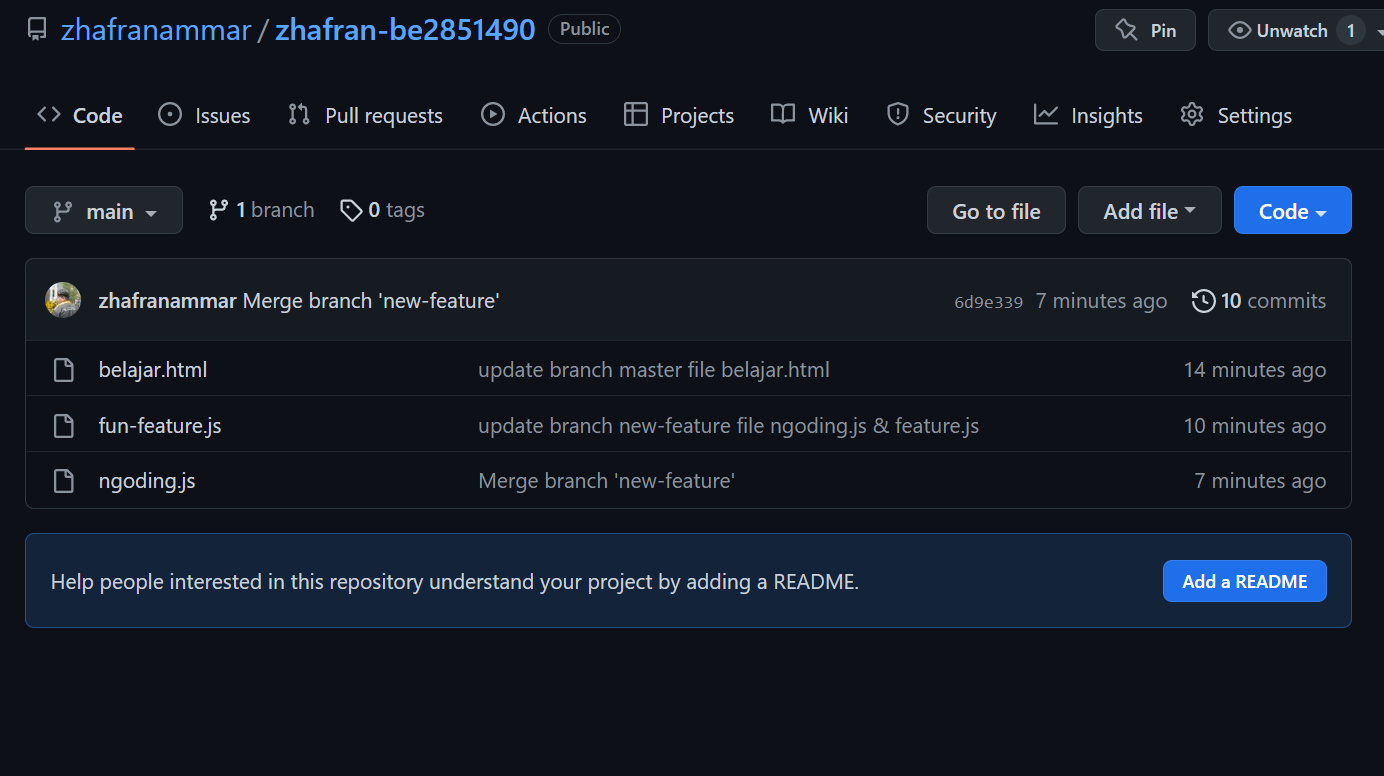 zhafranammar / zhafran-be2851490 Public Pin Unwatch 1
Code Issues Pull requests Actions Projects Wiki Security Insights Settings
main 1 branch 0 tags Go to file Add file Code
zhafranammar Merge branch 'new-feature' 6d9e339 7 minutes ago 10 commits
belajar.html update branch master file belajar.html 14 minutes ago
fun-feature.js update branch new-feature file ngoding.js & feature.js 10 minutes ago
ngoding.js Merge branch 'new-feature' 7 minutes ago
Help people interested in this repository understand your project by adding a README. Add a README